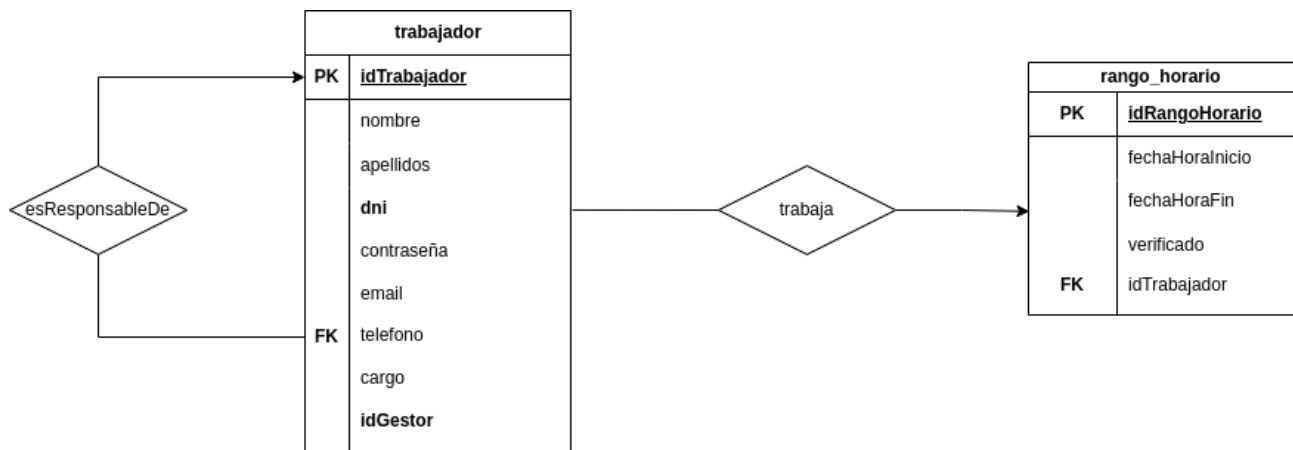 trabajador
PK idTrabajador
nombre
apellidos
dni
contraseña
email
FK telefono
cargo
idGestor
esResponsableDe
trabaja
rango_horario
PK idRangoHorario
fechaHoraInicio
fechaHoraFin
verificado
FK idTrabajador